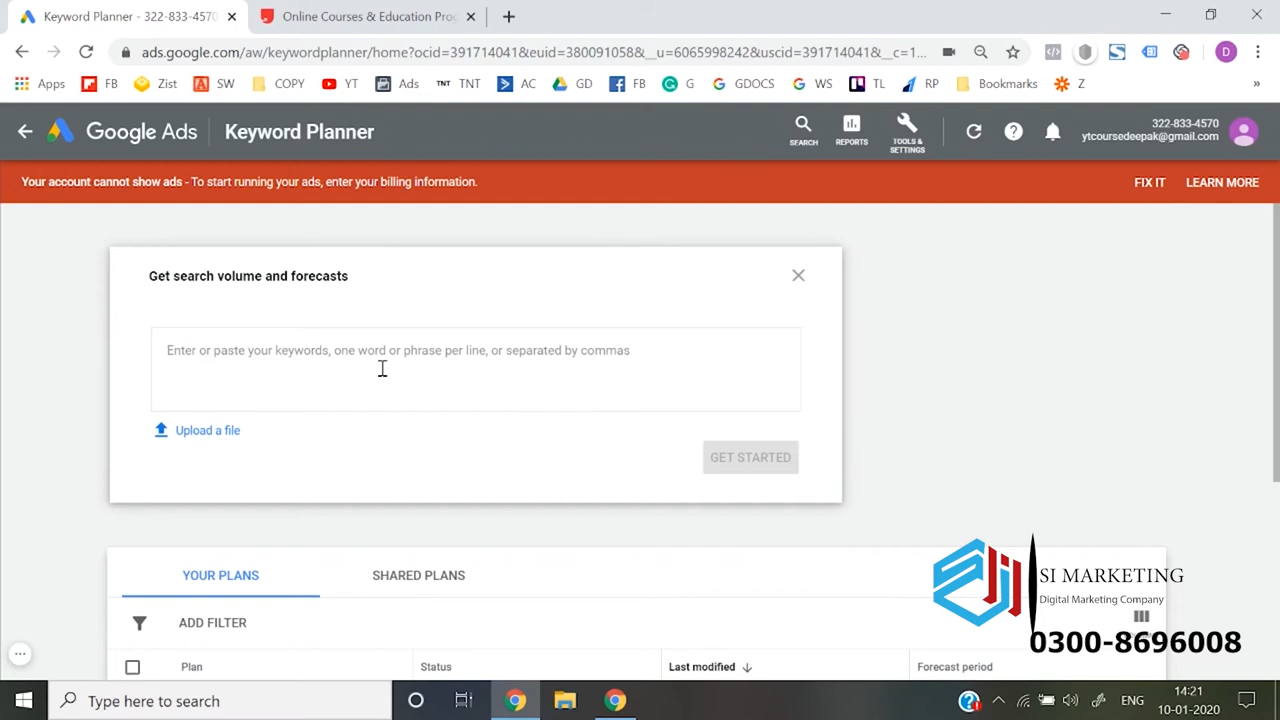 Keyword Planner - 322-833-4570
Online Courses & Education Prog
ads.google.com/aw/keywordplanner/home?ocid=391714041&euid=380091058&__u=6065998242&uscid=391714041&__c=1...
D
Apps
FB
Zist
SW
COPY
YT
Ads
TNT TNT
AC
GD
FB
G
GDOCS
WS
TL
RP
Bookmarks
Z
»
Google Ads
Keyword Planner
SEARCH
REPORTS
TOOLS &
SETTINGS
322-833-4570
ytcoursedeepak@gmail.com
Your account cannot show ads - To start running your ads, enter your billing information.
FIX IT
LEARN MORE
Get search volume and forecasts
Enter or paste your keywords, one word or phrase per line, or separated by commas
Upload a file
GET STARTED
YOUR PLANS
SHARED PLANS
ADD FILTER
Plan
Status
Last modified
Forecast period
SI MARKETING
Digital Marketing Company
0300-8696008
Type here to search
ENG
14:21
10-01-2020